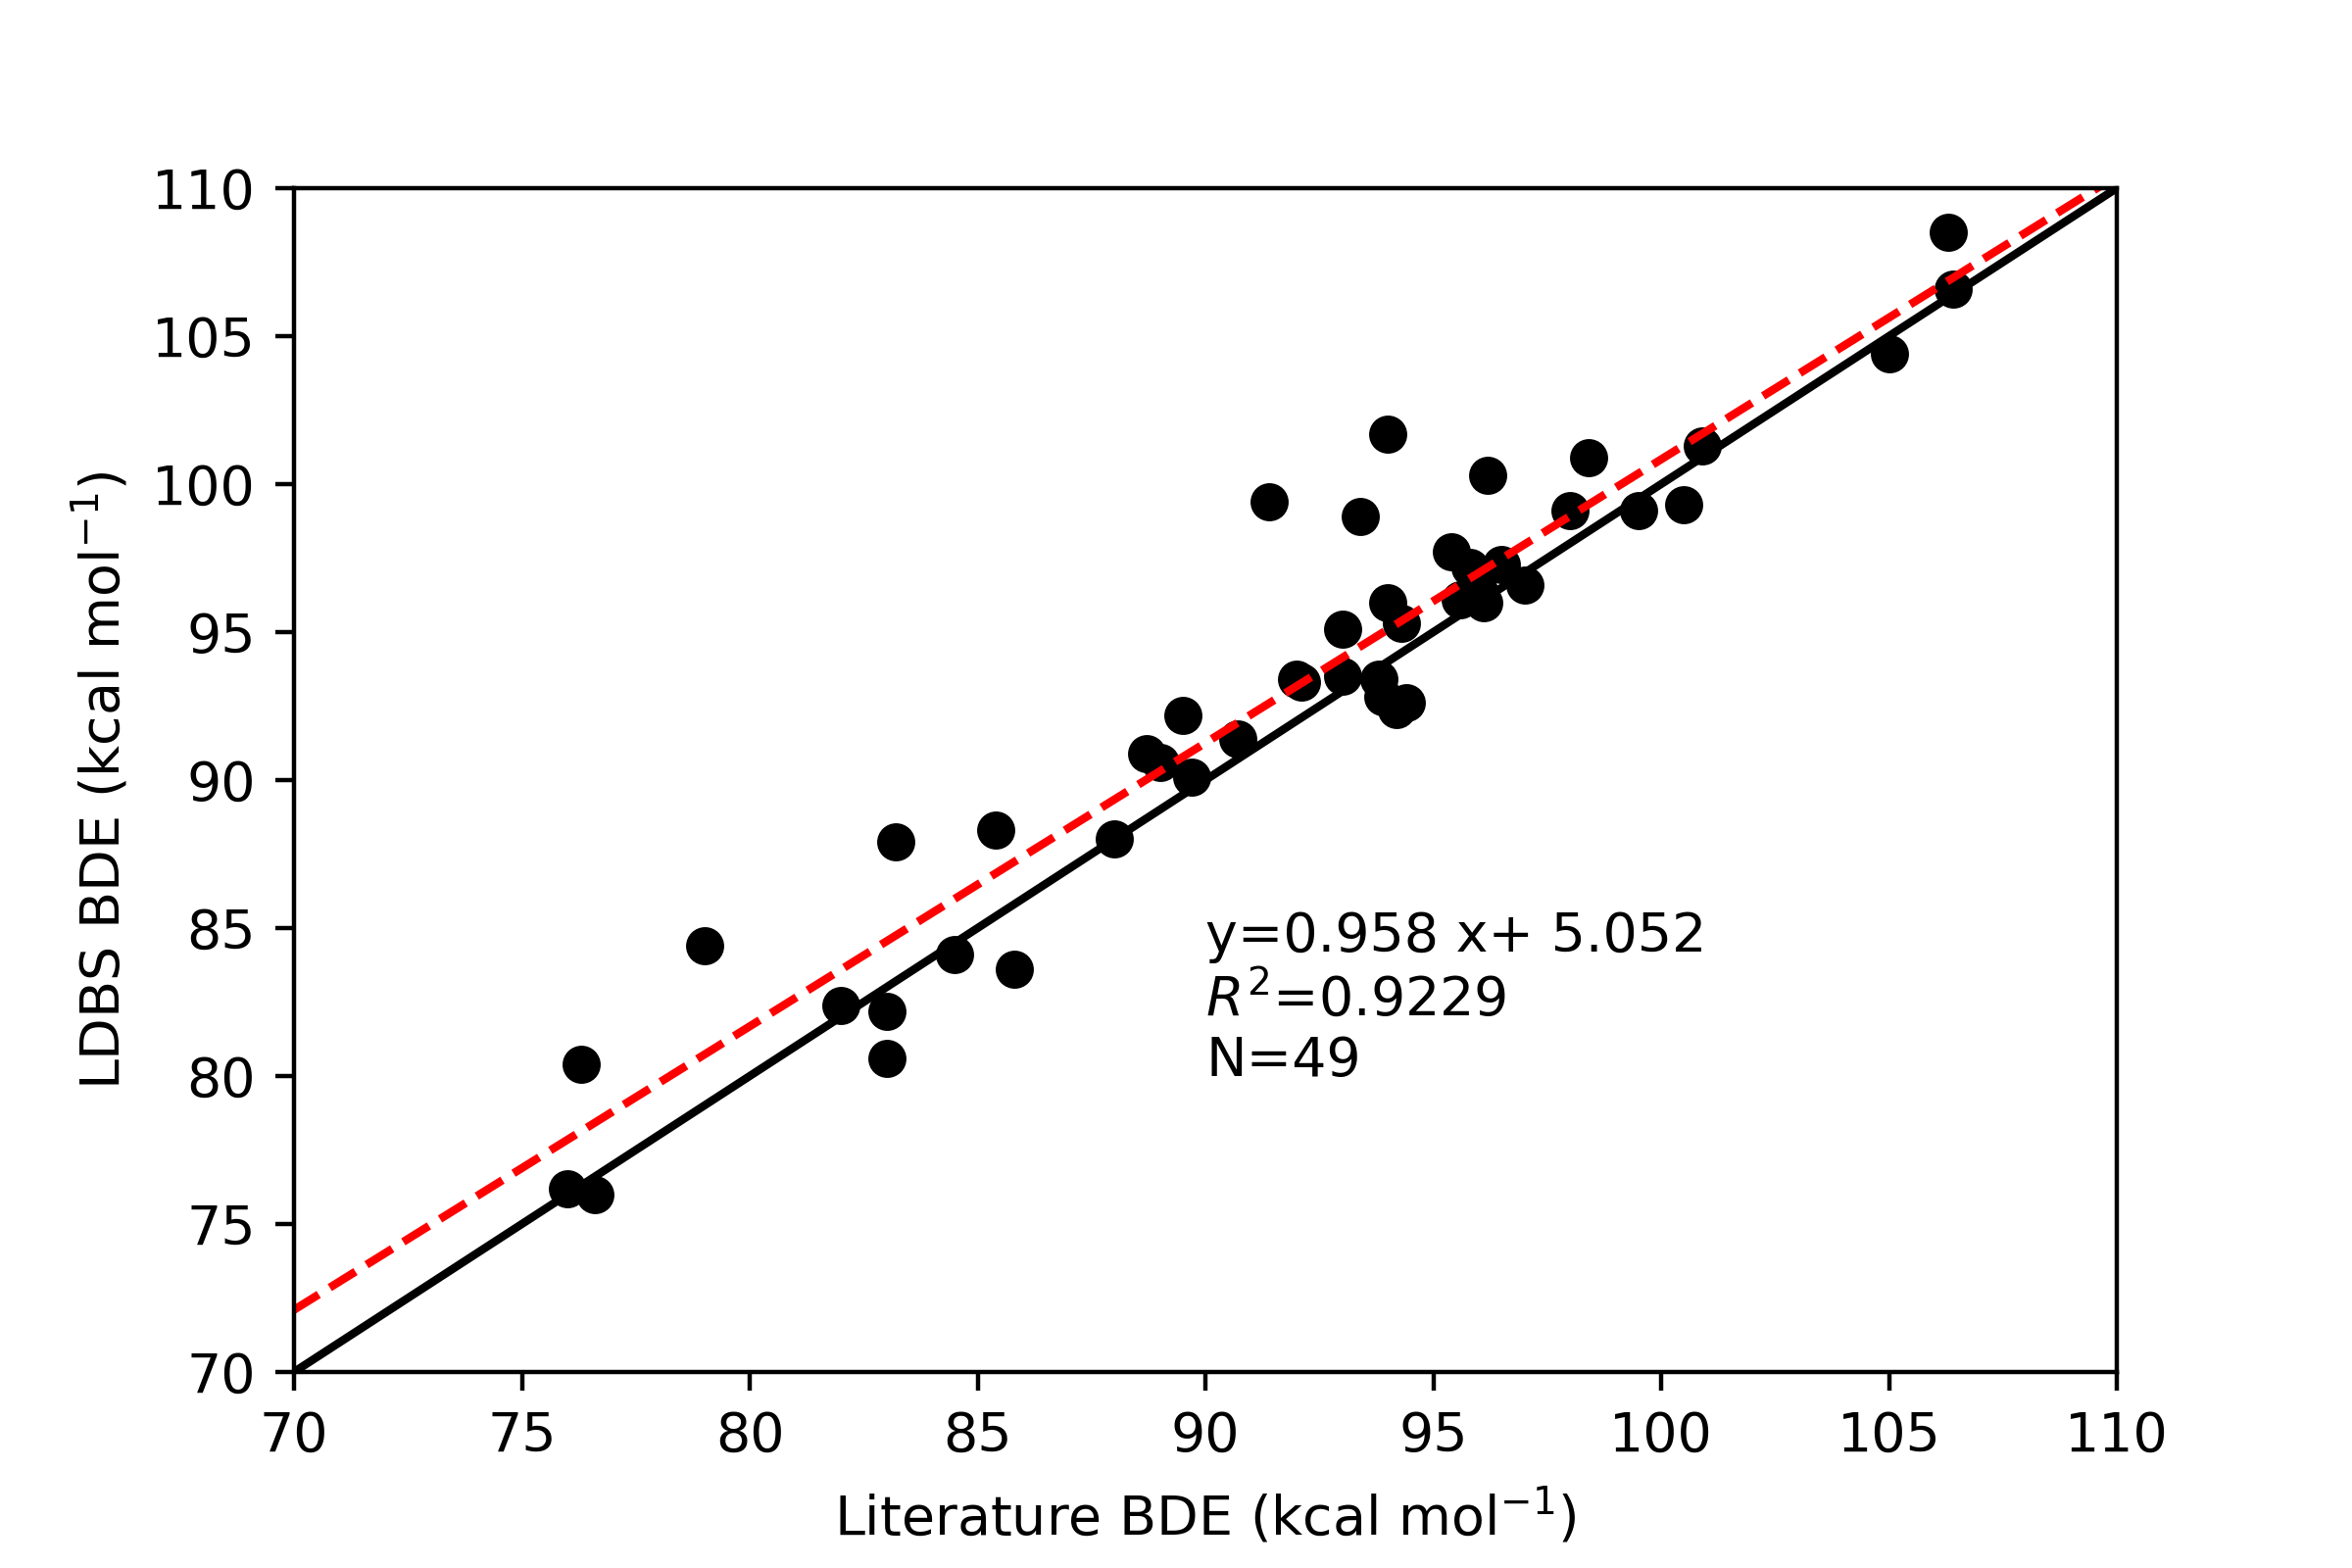 110
105
100
95
90
85
80
75
70
LDBS BDE (kcal mol⁻¹)
y=0.958 x+ 5.052
R²=0.9229
N=49
70 75 80 85 90 95 100 105 110
Literature BDE (kcal mol⁻¹)